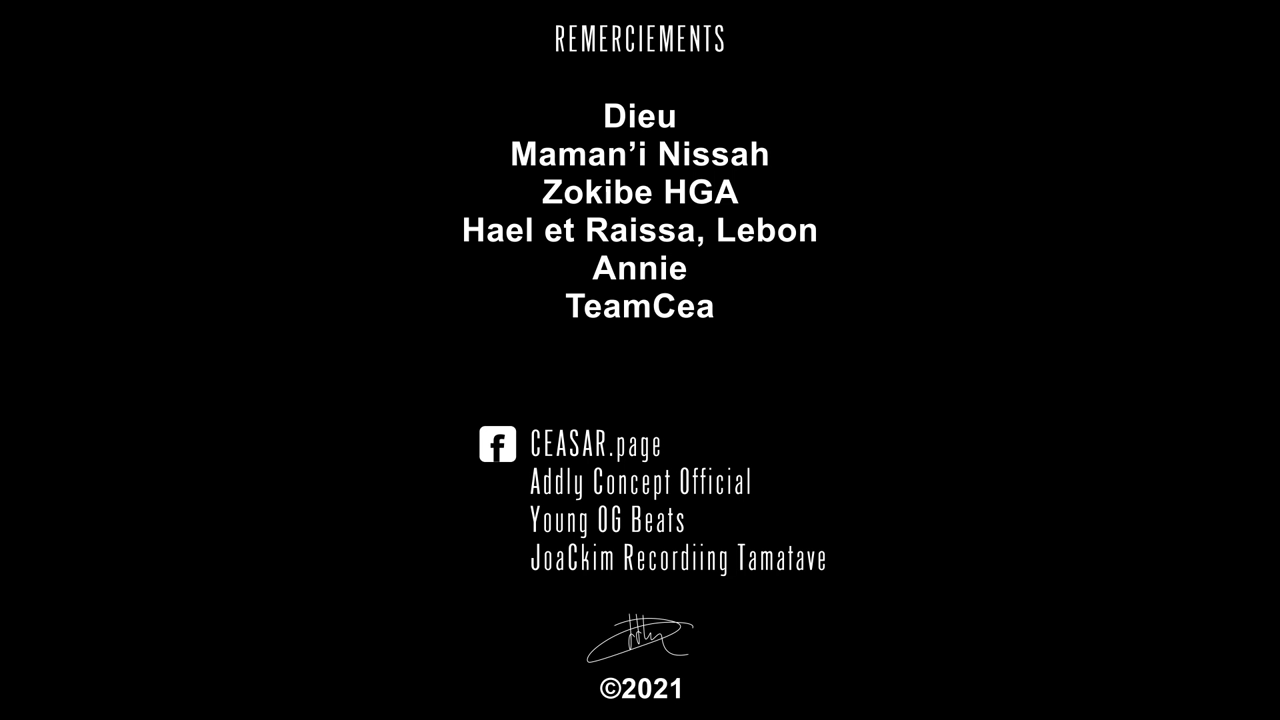 REMERCIEMENTS
Dieu
Maman’i Nissah
Zokibe HGA
Hael et Raissa, Lebon
Annie
TeamCea
CEASAR.page
Addly Concept Official
Young OG Beats
JoaCkim Recordiing Tamatave
©2021